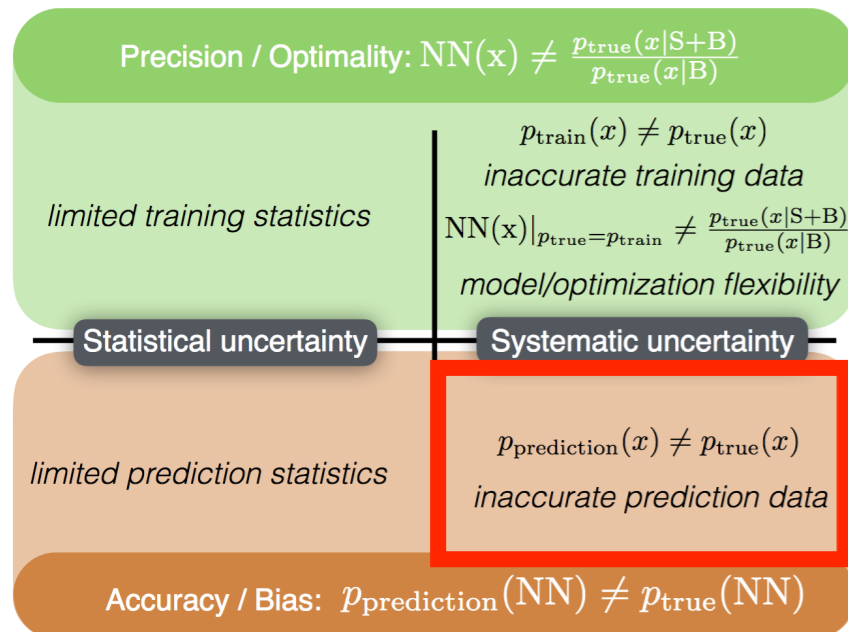 Precision / Optimality: NN(x) ≠ p_true(x|S+B) / p_true(x|B)
p_train(x) ≠ p_true(x)
inaccurate training data
limited training statistics
NN(x)|_{p_true=p_train} ≠ p_true(x|S+B) / p_true(x|B)
model/optimization flexibility
Statistical uncertainty
Systematic uncertainty
p_prediction(x) ≠ p_true(x)
limited prediction statistics
inaccurate prediction data
Accuracy / Bias: p_prediction(NN) ≠ p_true(NN)